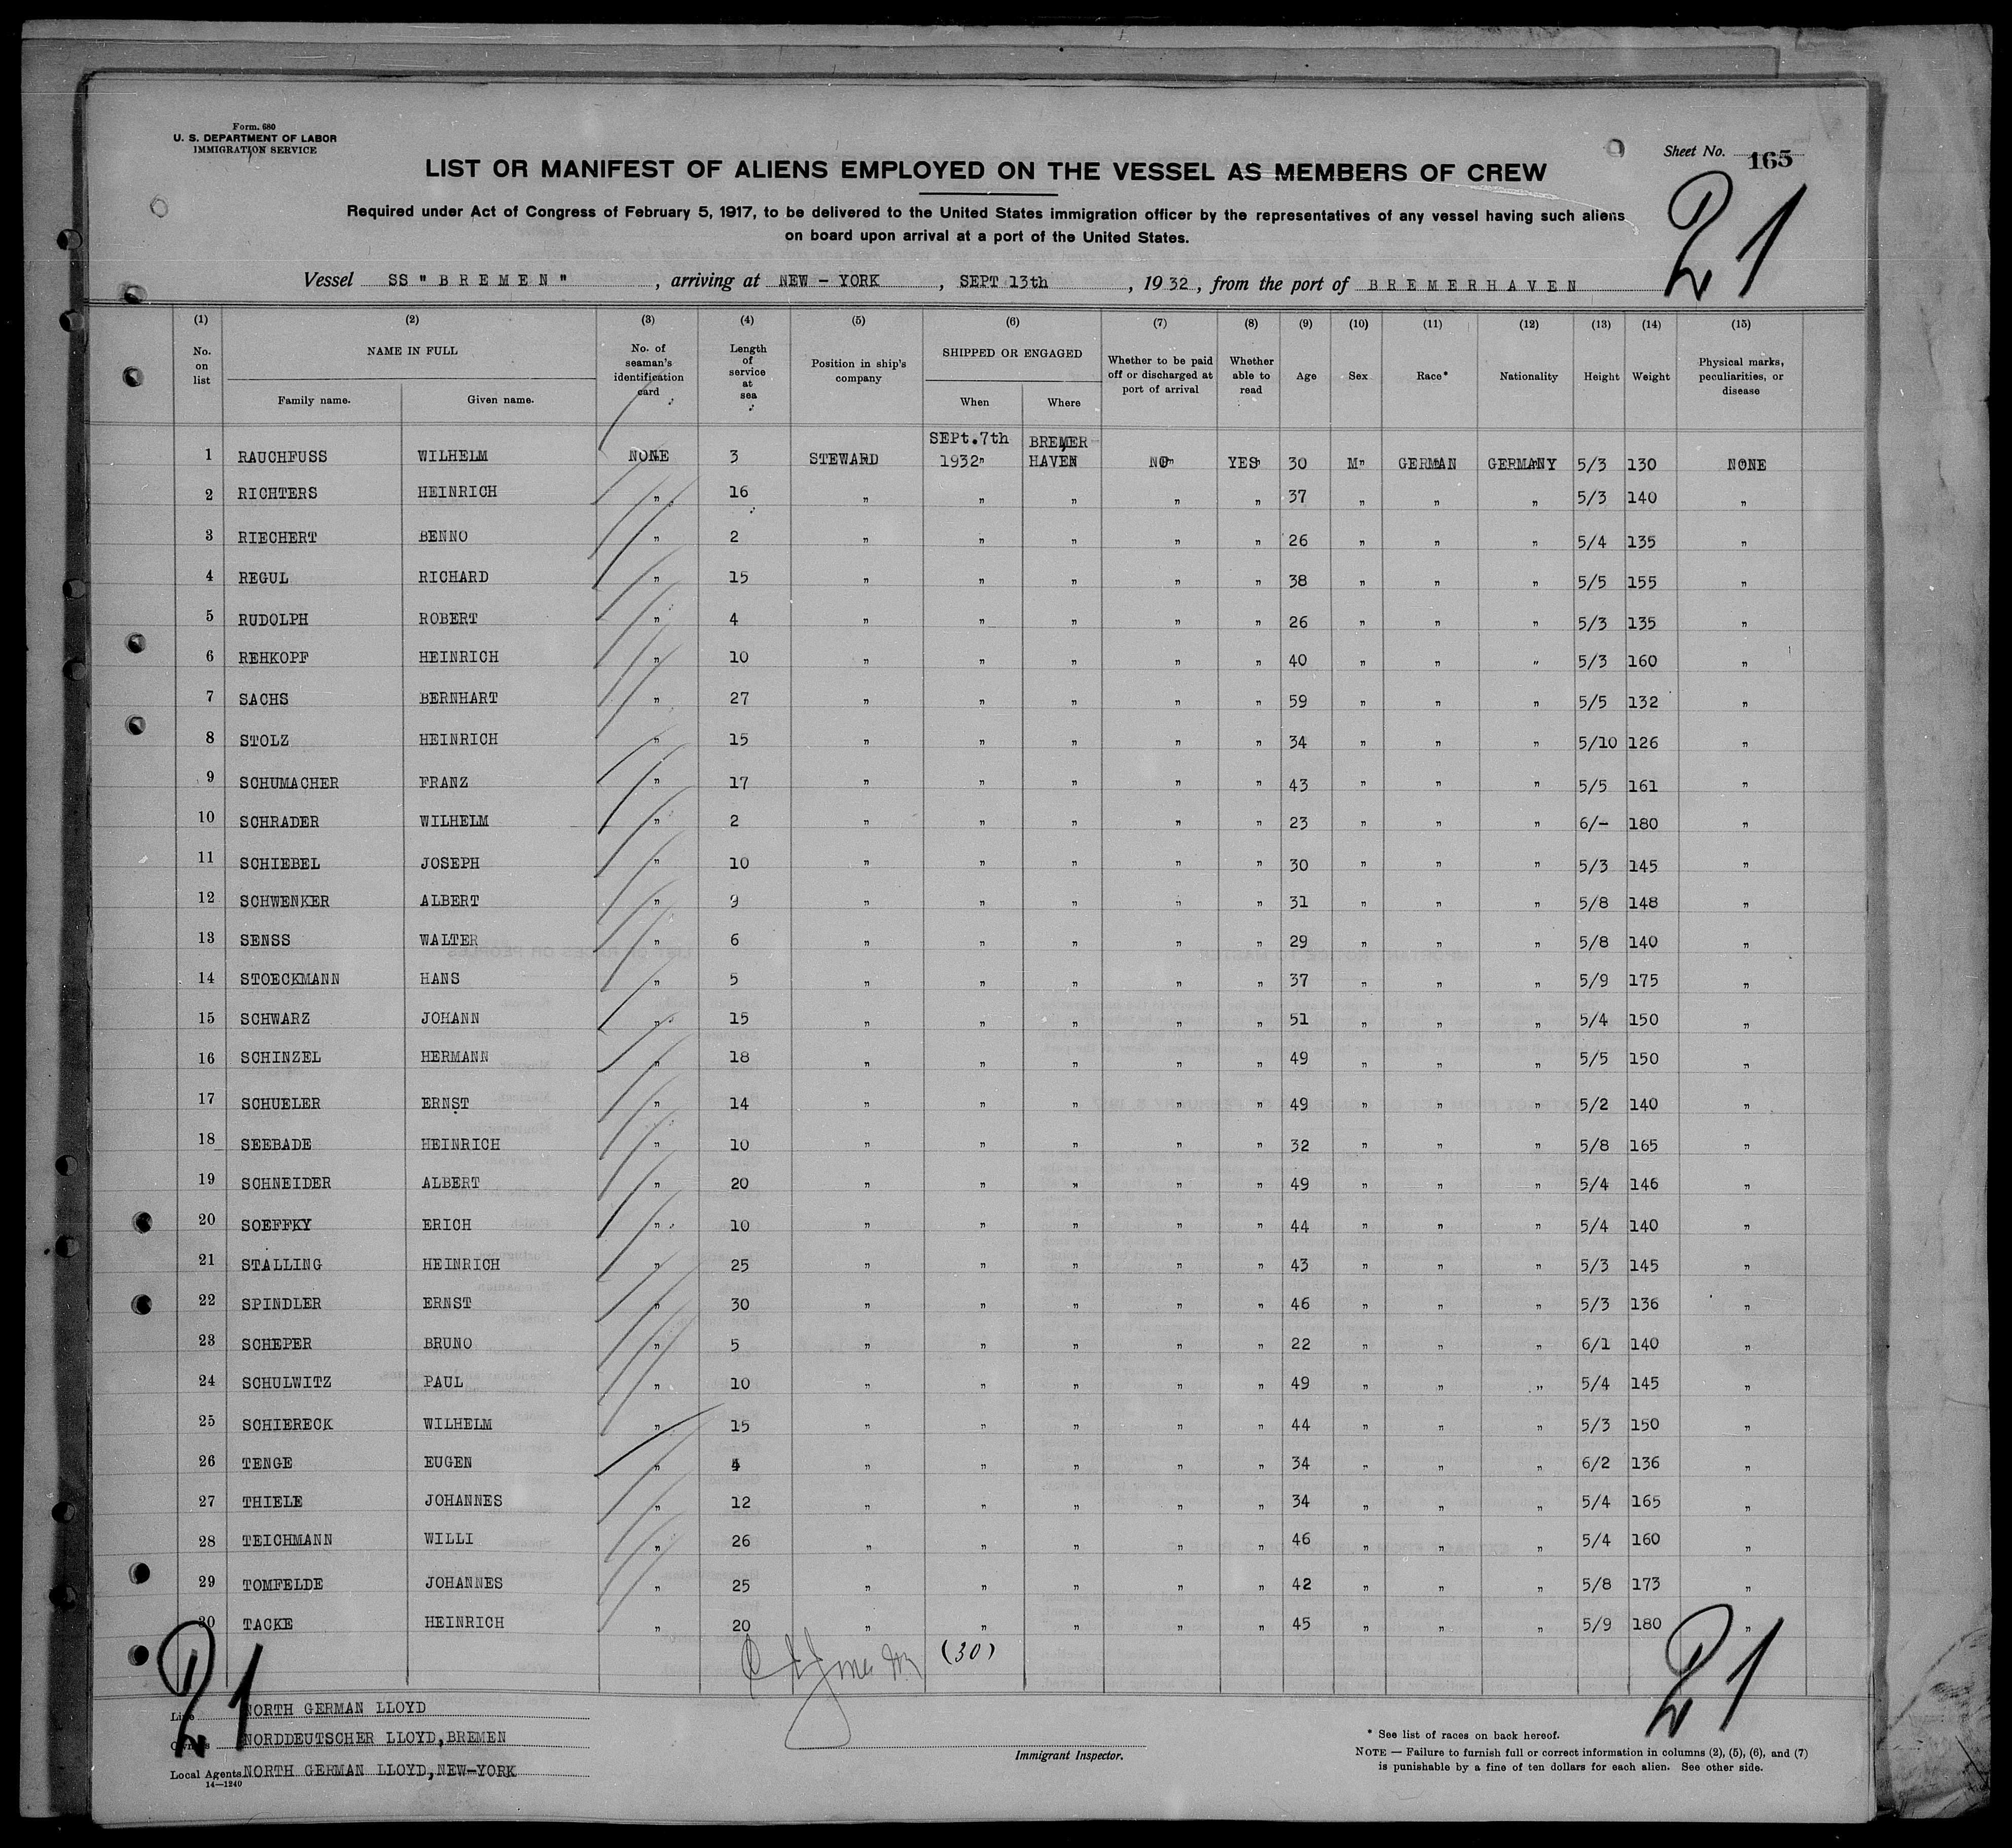 Form. 680
U. S. DEPARTMENT OF LABOR
IMMIGRATION SERVICE
Sheet No. 165
LIST OR MANIFEST OF ALIENS EMPLOYED ON THE VESSEL AS MEMBERS OF CREW
21
Required under Act of Congress of February 5, 1917, to be delivered to the United States immigration officer by the representatives of any vessel having such aliens
on board upon arrival at a port of the United States.
Vessel SS "BREMEN", arriving at NEW-YORK, SEPT 13th, 1932, from the port of BREMERHAVEN
(1) (2) (3) (4) (5) (6) (7) (8) (9) (10) (11) (12) (13) (14) (15)
No. on list NAME IN FULL Family name. Given name. No. of seaman's identification card Length of service at sea Position in ship's company SHIPPED OR ENGAGED When Where Whether to be paid off or discharged at port of arrival Whether able to read Age Sex Race* Nationality Height Weight Physical marks, peculiarities, or disease
1 RAUCHFUSS WILHELM NONE 3 STEWARD SEPt.7th 1932" BREMER HAVEN NO" YES" 30 M" GERMAN GERMANY 5/3 130 NONE
2 RICHTERS HEINRICH " 16 " " " " " 37 " " " 5/3 140 "
3 RIECHERT BENNO " 2 " " " " " 26 " " " 5/4 135 "
4 REGUL RICHARD " 15 " " " " " 38 " " " 5/5 155 "
5 RUDOLPH ROBERT " 4 " " " " " 26 " " " 5/3 135 "
6 REHKOPF HEINRICH " 10 " " " " " 40 " " " 5/3 160 "
7 SACHS BERNHART " 27 " " " " " 59 " " " 5/5 132 "
8 STOLZ HEINRICH " 15 " " " " " 34 " " " 5/10 126 "
9 SCHUMACHER FRANZ " 17 " " " " " 43 " " " 5/5 161 "
10 SCHRADER WILHELM " 2 " " " " " 23 " " " 6/- 180 "
11 SCHIEBEL JOSEPH " 10 " " " " " 30 " " " 5/3 145 "
12 SCHWENKER ALBERT " 9 " " " " " 31 " " " 5/8 148 "
13 SENSS WALTER " 6 " " " " " 29 " " " 5/8 140 "
14 STOECKMANN HANS " 5 " " " " " 37 " " " 5/9 175 "
15 SCHWARZ JOHANN " 15 " " " " " 51 " " " 5/4 150 "
16 SCHINZEL HERMANN " 18 " " " " " 49 " " " 5/5 150 "
17 SCHUELER ERNST " 14 " " " " " 49 " " " 5/2 140 "
18 SEEBADE HEINRICH " 10 " " " " " 32 " " " 5/8 165 "
19 SCHNEIDER ALBERT " 20 " " " " " 49 " " " 5/4 146 "
20 SOEFFKY ERICH " 10 " " " " " 44 " " " 5/4 140 "
21 STALLING HEINRICH " 25 " " " " " 43 " " " 5/3 145 "
22 SPINDLER ERNST " 30 " " " " " 46 " " " 5/3 136 "
23 SCHEPER BRUNO " 5 " " " " " 22 " " " 6/1 140 "
24 SCHULWITZ PAUL " 10 " " " " " 49 " " " 5/4 145 "
25 SCHIERECK WILHELM " 15 " " " " " 44 " " " 5/3 150 "
26 TENGE EUGEN " 4 " " " " " 34 " " " 6/2 136 "
27 THIELE JOHANNES " 12 " " " " " 34 " " " 5/4 165 "
28 TEICHMANN WILLI " 26 " " " " " 46 " " " 5/4 160 "
29 TOMFELDE JOHANNES " 25 " " " " " 42 " " " 5/8 173 "
30 TACKE HEINRICH " 20 " " " " " 45 " " " 5/9 180 "
(30)
21 21
Line NORTH GERMAN LLOYD
Owners NORDDEUTSCHER LLOYD,BREMEN
Local Agents NORTH GERMAN LLOYD,NEW-YORK
14—1240
Immigrant Inspector.
* See list of races on back hereof.
NOTE — Failure to furnish full or correct information in columns (2), (5), (6), and (7)
is punishable by a fine of ten dollars for each alien. See other side.